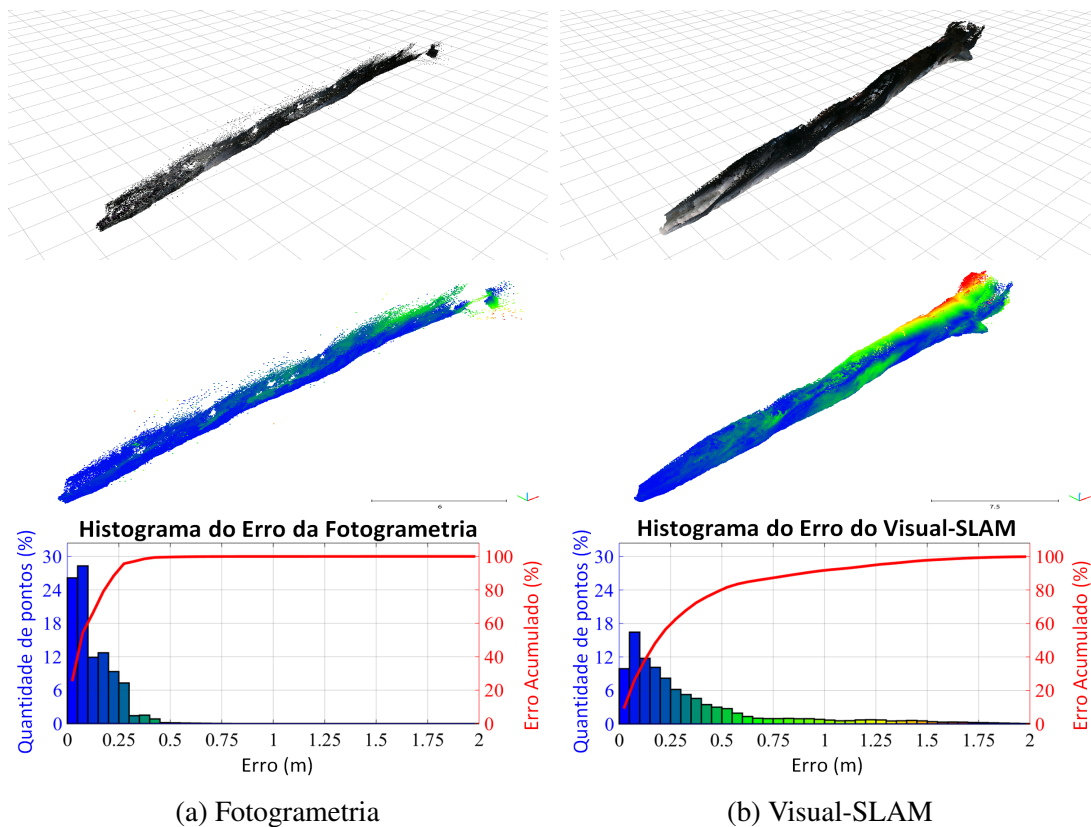 6
7.5
Histograma do Erro da Fotogrametria
Quantidade de pontos (%)
30
24
18
12
6
0
100
80
60
40
20
0
Erro Acumulado (%)
0 0.25 0.5 0.75 1 1.25 1.5 1.75 2
Erro (m)
(a) Fotogrametria
Histograma do Erro do Visual-SLAM
Quantidade de pontos (%)
30
24
18
12
6
0
100
80
60
40
20
0
Erro Acumulado (%)
0 0.25 0.5 0.75 1 1.25 1.5 1.75 2
Erro (m)
(b) Visual-SLAM